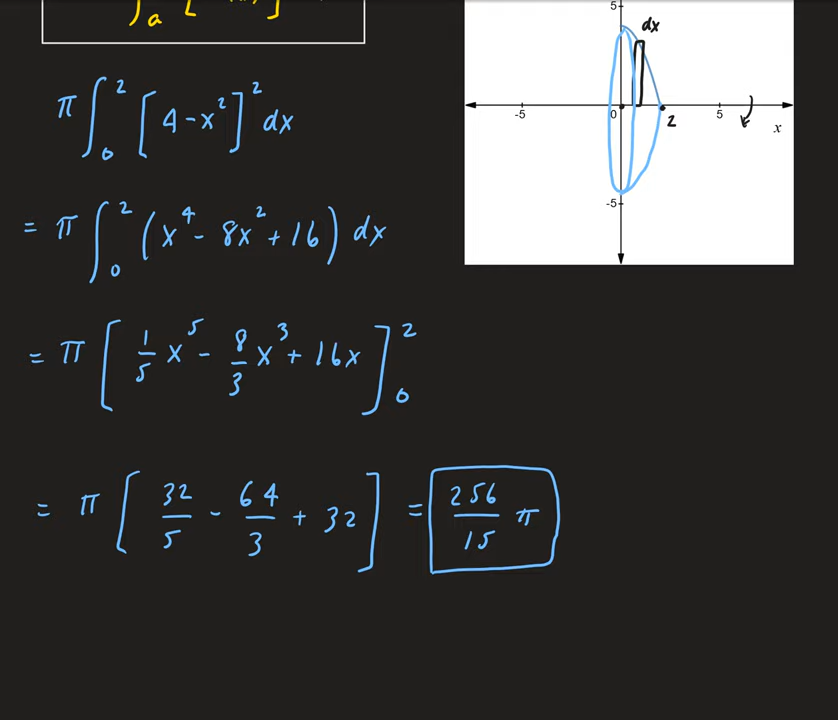 ∫ₐ [
5
dx
-5
0
2
5
x
-5
π ∫₀² [4 - x²]² dx
= π ∫₀² (x⁴ - 8x² + 16) dx
= π [ 1/5 x⁵ - 8/3 x³ + 16x ]₀²
= π [ 32/5 - 64/3 + 32 ] = 256/15 π